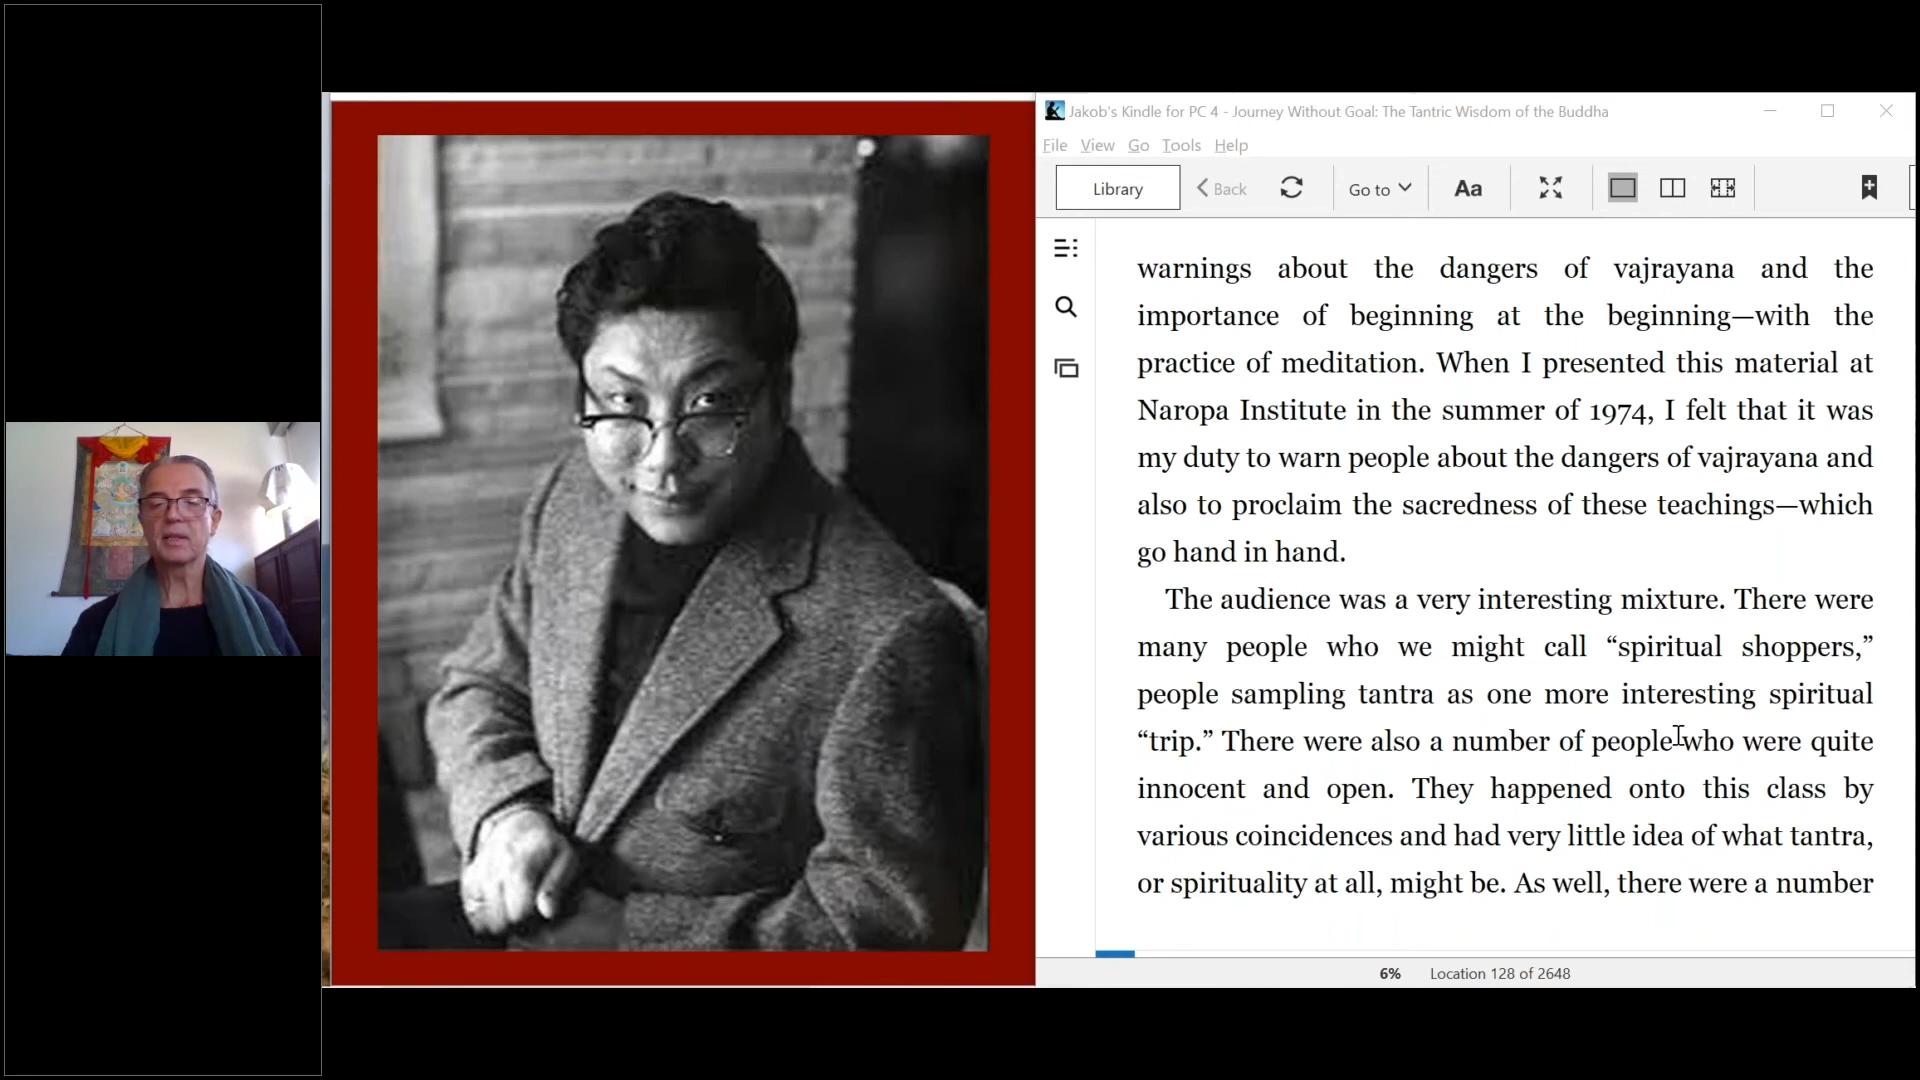 Jakob's Kindle for PC 4 - Journey Without Goal: The Tantric Wisdom of the Buddha
File View Go Tools Help
Library Back Go to Aa
warnings about the dangers of vajrayana and the
importance of beginning at the beginning—with the
practice of meditation. When I presented this material at
Naropa Institute in the summer of 1974, I felt that it was
my duty to warn people about the dangers of vajrayana and
also to proclaim the sacredness of these teachings—which
go hand in hand.
The audience was a very interesting mixture. There were
many people who we might call “spiritual shoppers,”
people sampling tantra as one more interesting spiritual
“trip.” There were also a number of people who were quite
innocent and open. They happened onto this class by
various coincidences and had very little idea of what tantra,
or spirituality at all, might be. As well, there were a number
6% Location 128 of 2648